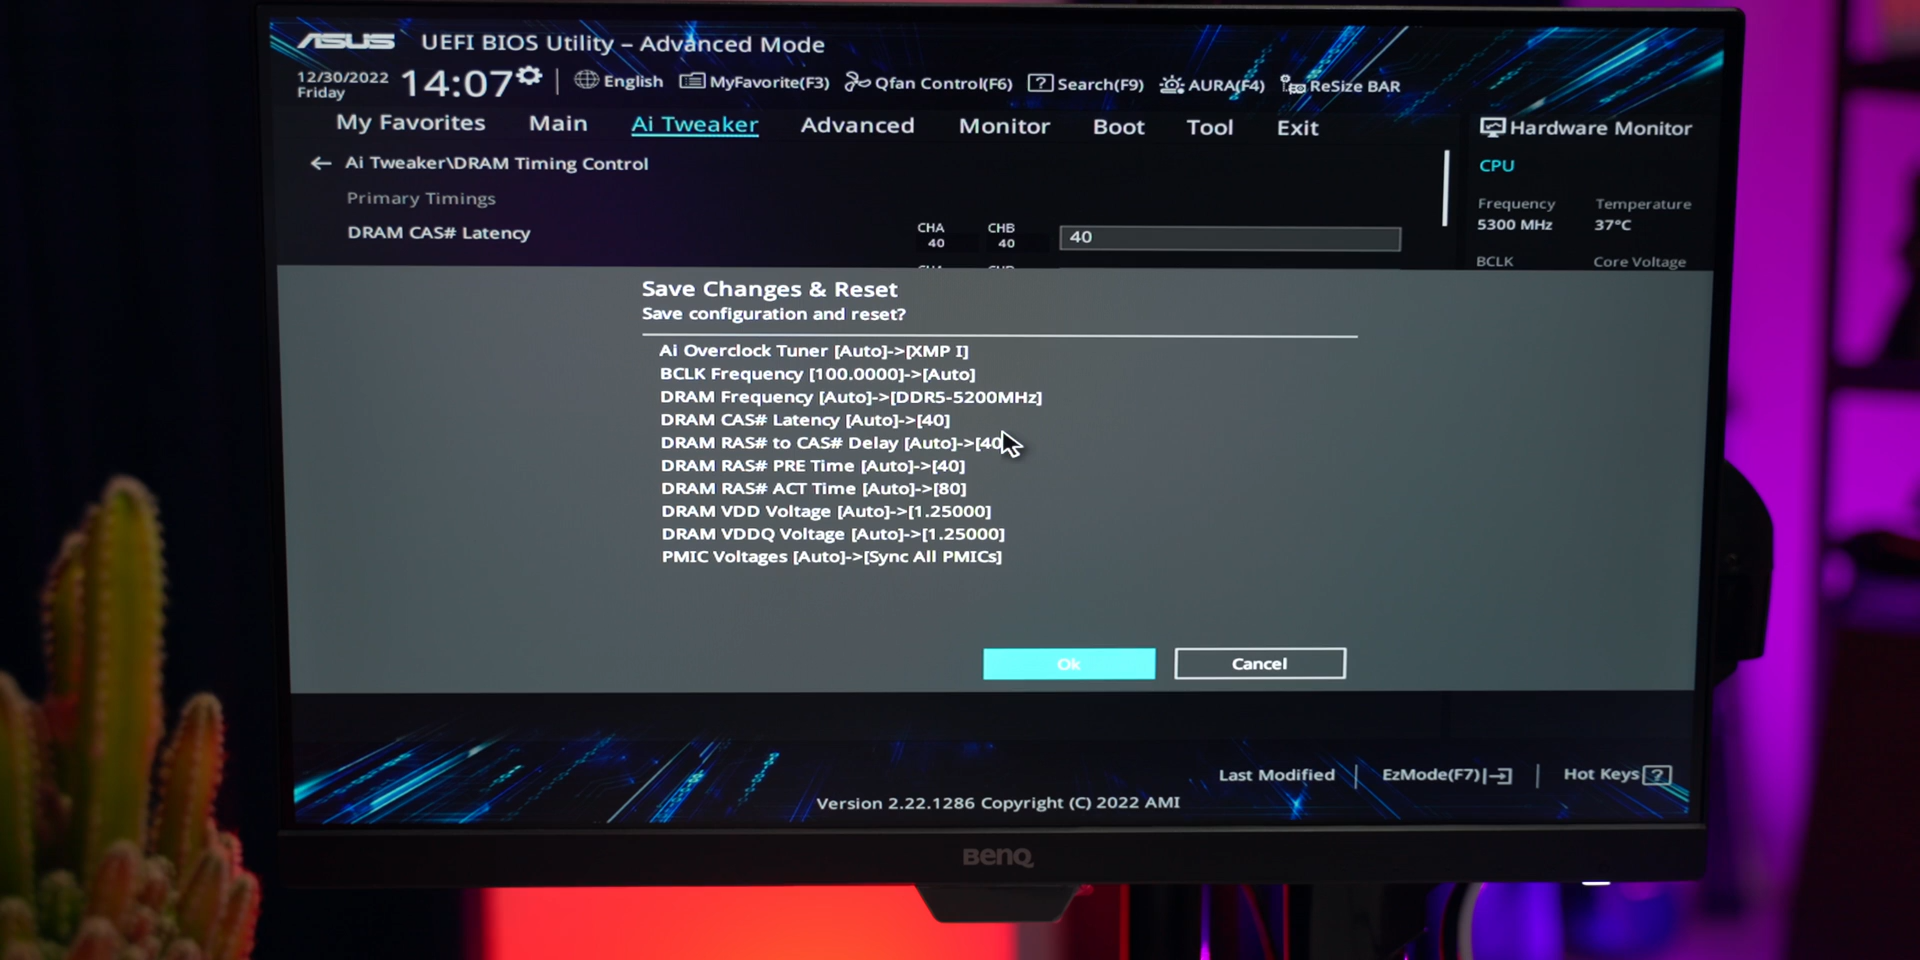 ASUS UEFI BIOS Utility – Advanced Mode
12/30/2022
Friday
14:07
English
MyFavorite(F3)
Qfan Control(F6)
? Search(F9)
AURA(F4)
ReSize BAR
My Favorites Main Ai Tweaker Advanced Monitor Boot Tool Exit
Hardware Monitor
← Ai Tweaker\DRAM Timing Control
Primary Timings
DRAM CAS# Latency
CHA
40
CHB
40
40
CPU
Frequency Temperature
5300 MHz 37°C
BCLK Core Voltage
Save Changes & Reset
Save configuration and reset?
Ai Overclock Tuner [Auto]->[XMP I]
BCLK Frequency [100.0000]->[Auto]
DRAM Frequency [Auto]->[DDR5-5200MHz]
DRAM CAS# Latency [Auto]->[40]
DRAM RAS# to CAS# Delay [Auto]->[40
DRAM RAS# PRE Time [Auto]->[40]
DRAM RAS# ACT Time [Auto]->[80]
DRAM VDD Voltage [Auto]->[1.25000]
DRAM VDDQ Voltage [Auto]->[1.25000]
PMIC Voltages [Auto]->[Sync All PMICs]
Ok Cancel
Last Modified | EzMode(F7) | Hot Keys ?
Version 2.22.1286 Copyright (C) 2022 AMI
BenQ